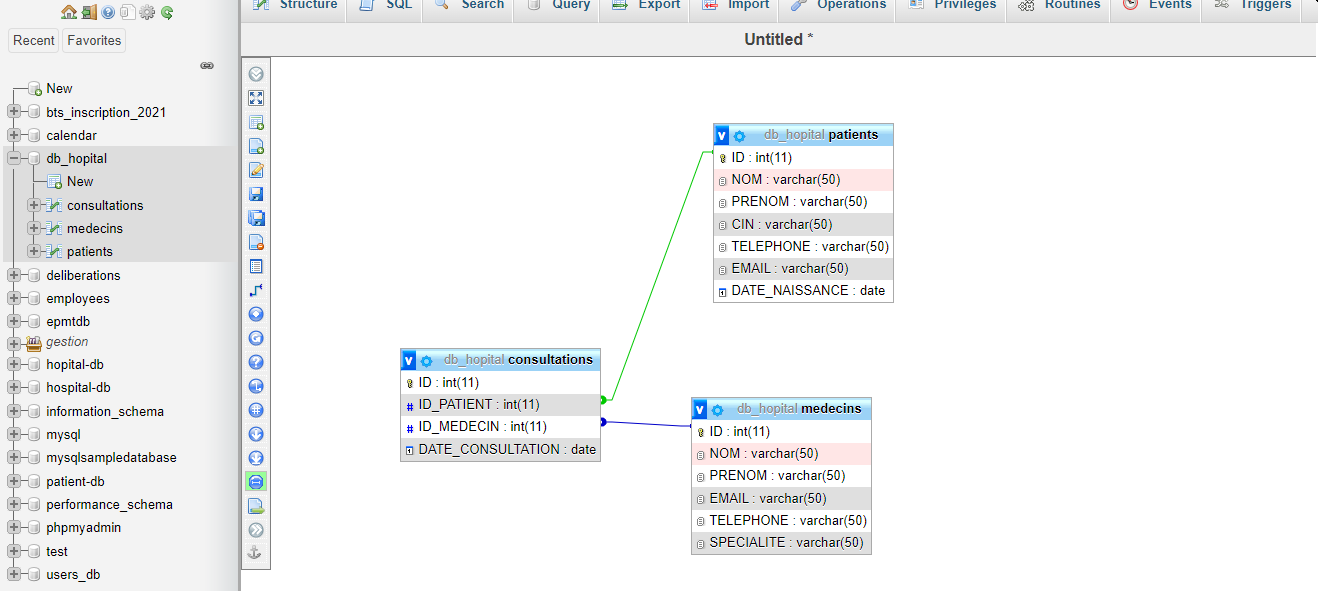 Structure SQL Search Query Export Import Operations Privileges Routines Events Triggers
Recent Favorites
Untitled *
New
bts_inscription_2021
calendar
db_hopital
New
consultations
medecins
patients
deliberations
employees
epmtdb
gestion
hopital-db
hospital-db
information_schema
mysql
mysqlsampledatabase
patient-db
performance_schema
phpmyadmin
test
users_db
v db_hopital patients
ID : int(11)
NOM : varchar(50)
PRENOM : varchar(50)
CIN : varchar(50)
TELEPHONE : varchar(50)
EMAIL : varchar(50)
DATE_NAISSANCE : date
v db_hopital consultations
ID : int(11)
# ID_PATIENT : int(11)
# ID_MEDECIN : int(11)
DATE_CONSULTATION : date
v db_hopital medecins
ID : int(11)
NOM : varchar(50)
PRENOM : varchar(50)
EMAIL : varchar(50)
TELEPHONE : varchar(50)
SPECIALITE : varchar(50)